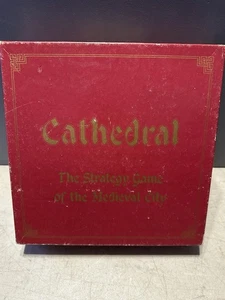 Cathedral
The Strategy Game
of the Medieval City